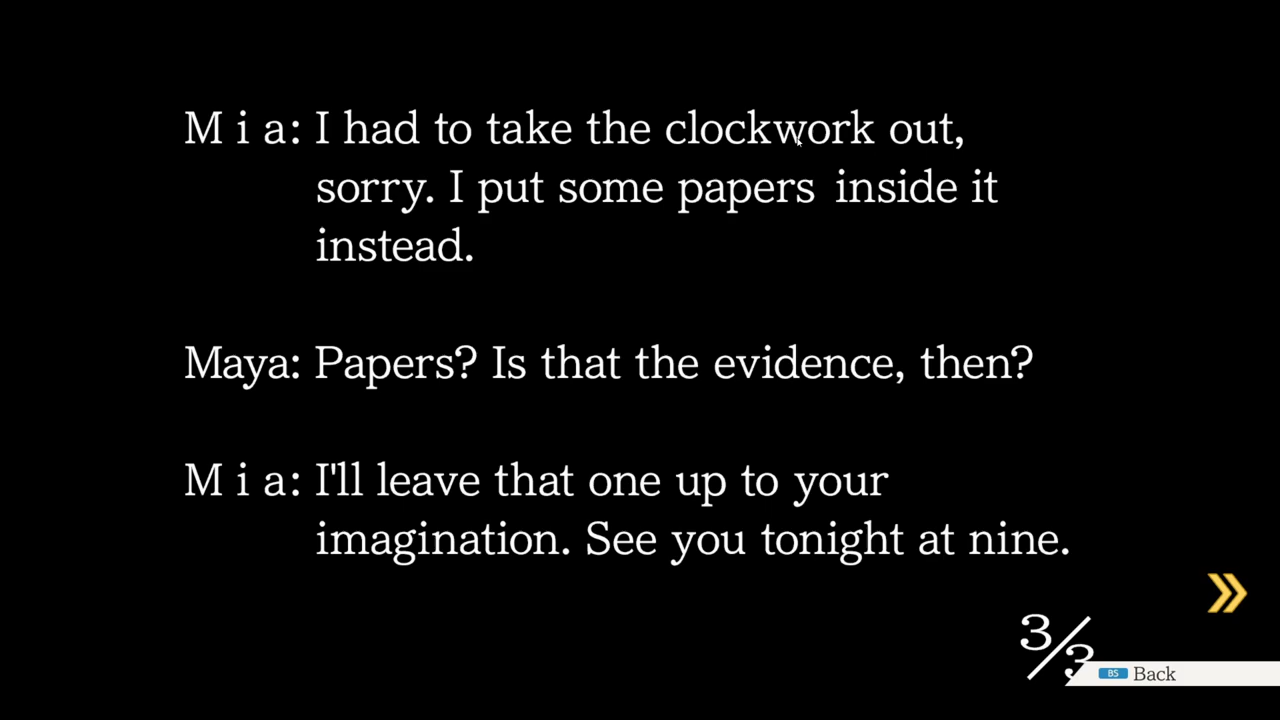 M i a: I had to take the clockwork out,
sorry. I put some papers inside it
instead.
Maya: Papers? Is that the evidence, then?
M i a: I'll leave that one up to your
imagination. See you tonight at nine.
3/3
BS Back